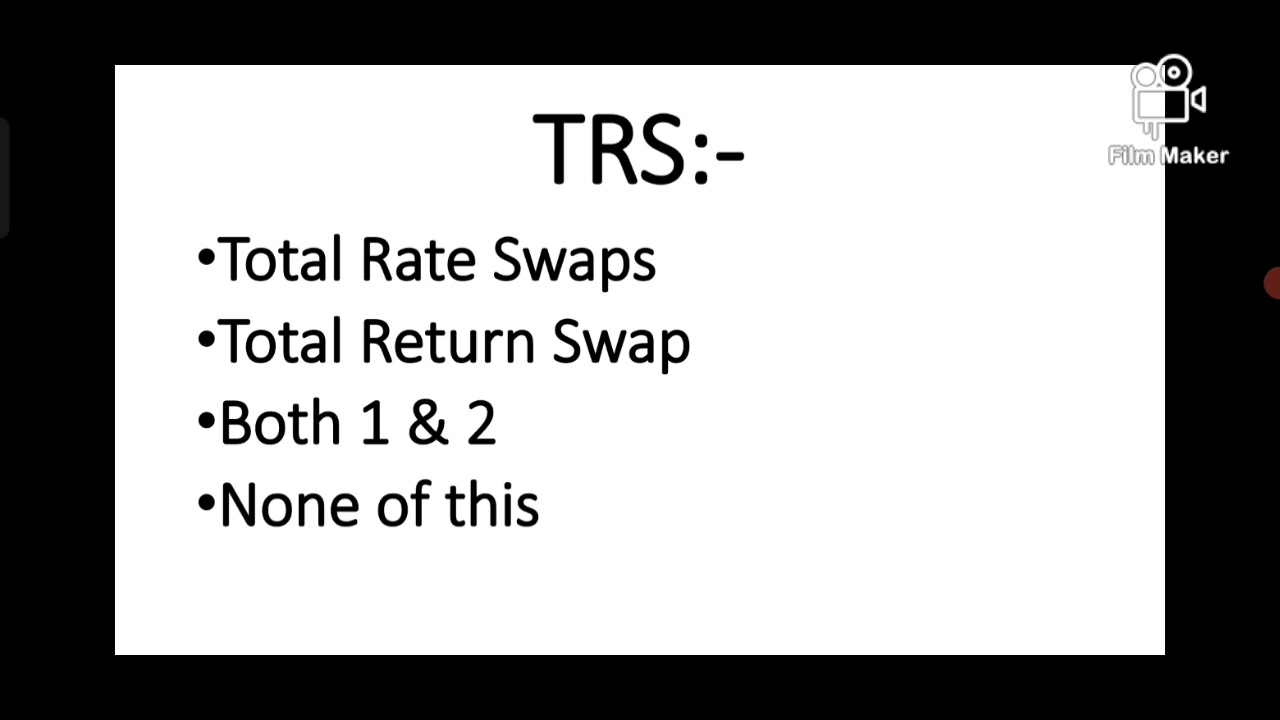 TRS:-
Film Maker
•Total Rate Swaps
•Total Return Swap
•Both 1 & 2
•None of this